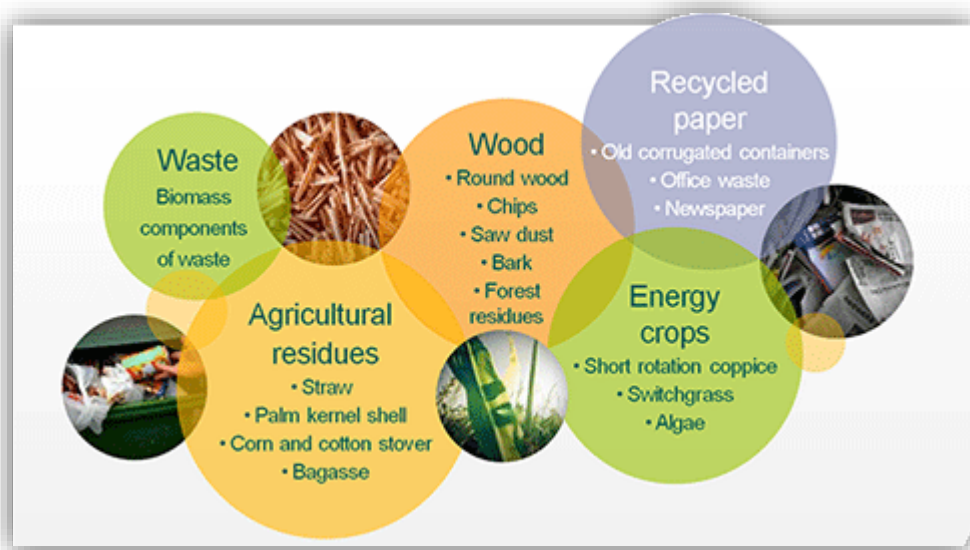 Waste
Biomass
components
of waste
Agricultural
residues
• Straw
• Palm kernel shell
• Corn and cotton stover
• Bagasse
Wood
• Round wood
• Chips
• Saw dust
• Bark
• Forest
residues
Recycled
paper
• Old corrugated containers
• Office waste
• Newspaper
Energy
crops
• Short rotation coppice
• Switchgrass
• Algae